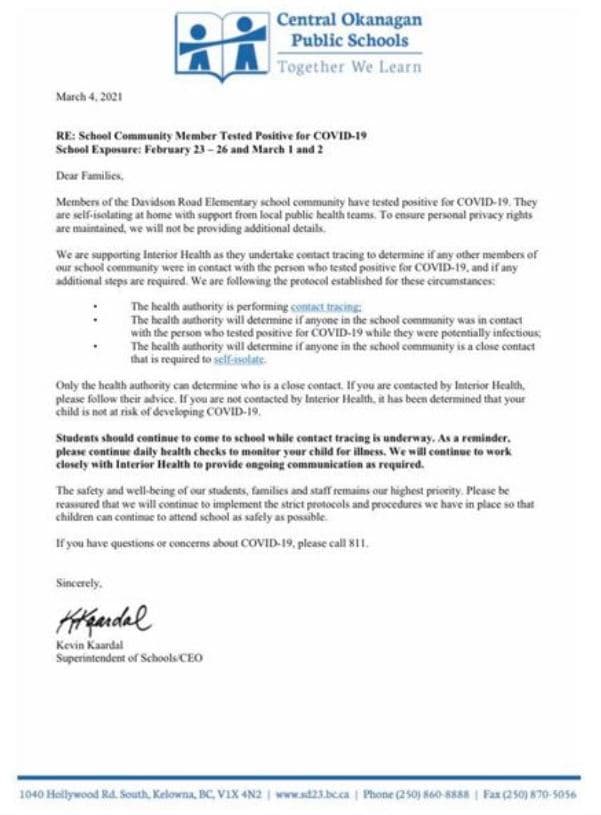 Central Okanagan
Public Schools
Together We Learn
March 4, 2021
RE: School Community Member Tested Positive for COVID-19
School Exposure: February 23 – 26 and March 1 and 2
Dear Families,
Members of the Davidson Road Elementary school community have tested positive for COVID-19. They
are self-isolating at home with support from local public health teams. To ensure personal privacy rights
are maintained, we will not be providing additional details.
We are supporting Interior Health as they undertake contact tracing to determine if any other members of
our school community were in contact with the person who tested positive for COVID-19, and if any
additional steps are required. We are following the protocol established for these circumstances:
• The health authority is performing contact tracing;
• The health authority will determine if anyone in the school community was in contact
with the person who tested positive for COVID-19 while they were potentially infectious;
• The health authority will determine if anyone in the school community is a close contact
that is required to self-isolate.
Only the health authority can determine who is a close contact. If you are contacted by Interior Health,
please follow their advice. If you are not contacted by Interior Health, it has been determined that your
child is not at risk of developing COVID-19.
Students should continue to come to school while contact tracing is underway. As a reminder,
please continue daily health checks to monitor your child for illness. We will continue to work
closely with Interior Health to provide ongoing communication as required.
The safety and well-being of our students, families and staff remains our highest priority. Please be
reassured that we will continue to implement the strict protocols and procedures we have in place so that
children can continue to attend school as safely as possible.
If you have questions or concerns about COVID-19, please call 811.
Sincerely,
KKaardal
Kevin Kaardal
Superintendent of Schools/CEO
1040 Hollywood Rd. South, Kelowna, BC, V1X 4N2 | www.sd23.bc.ca | Phone (250) 860-8888 | Fax (250) 870-5056